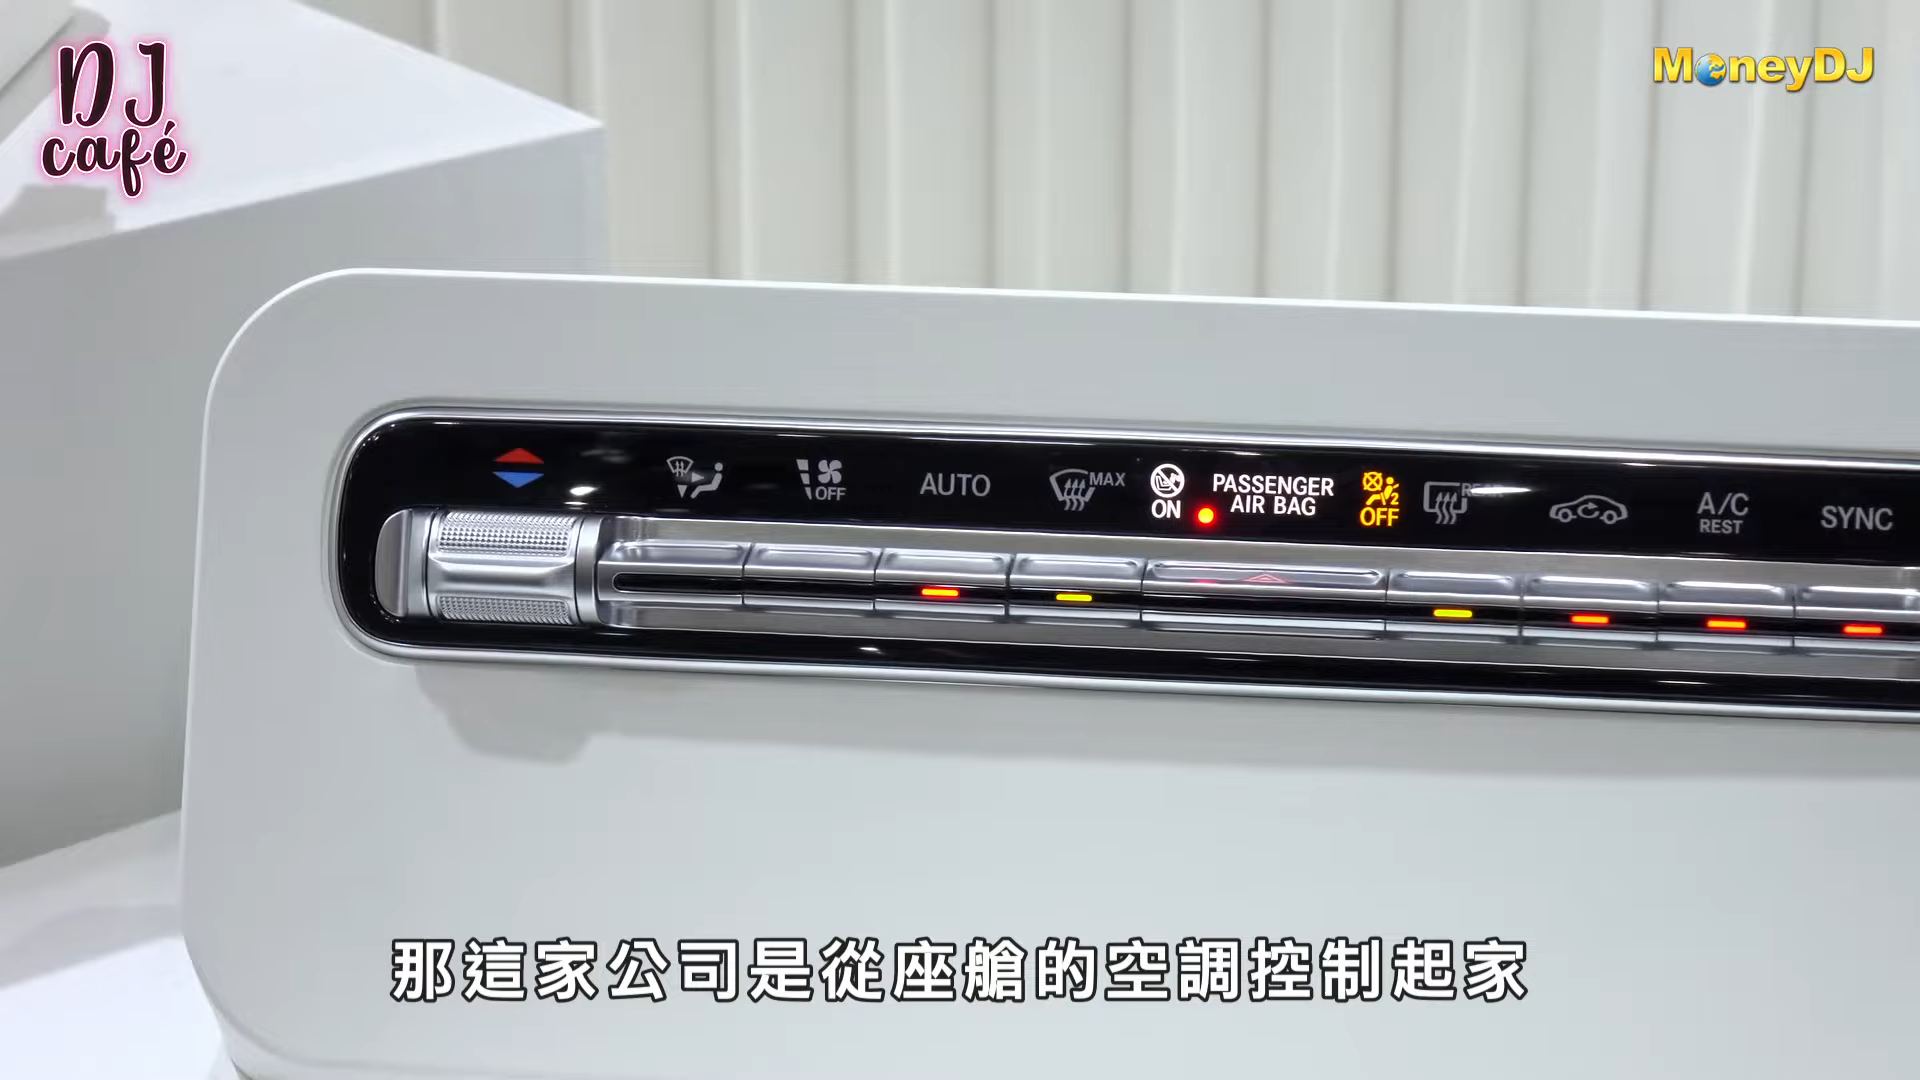 DJ
café
MoneyDJ
OFF
AUTO
MAX
ON
PASSENGER
AIR BAG
2
OFF
A/C
REST
SYNC
那這家公司是從座艙的空調控制起家